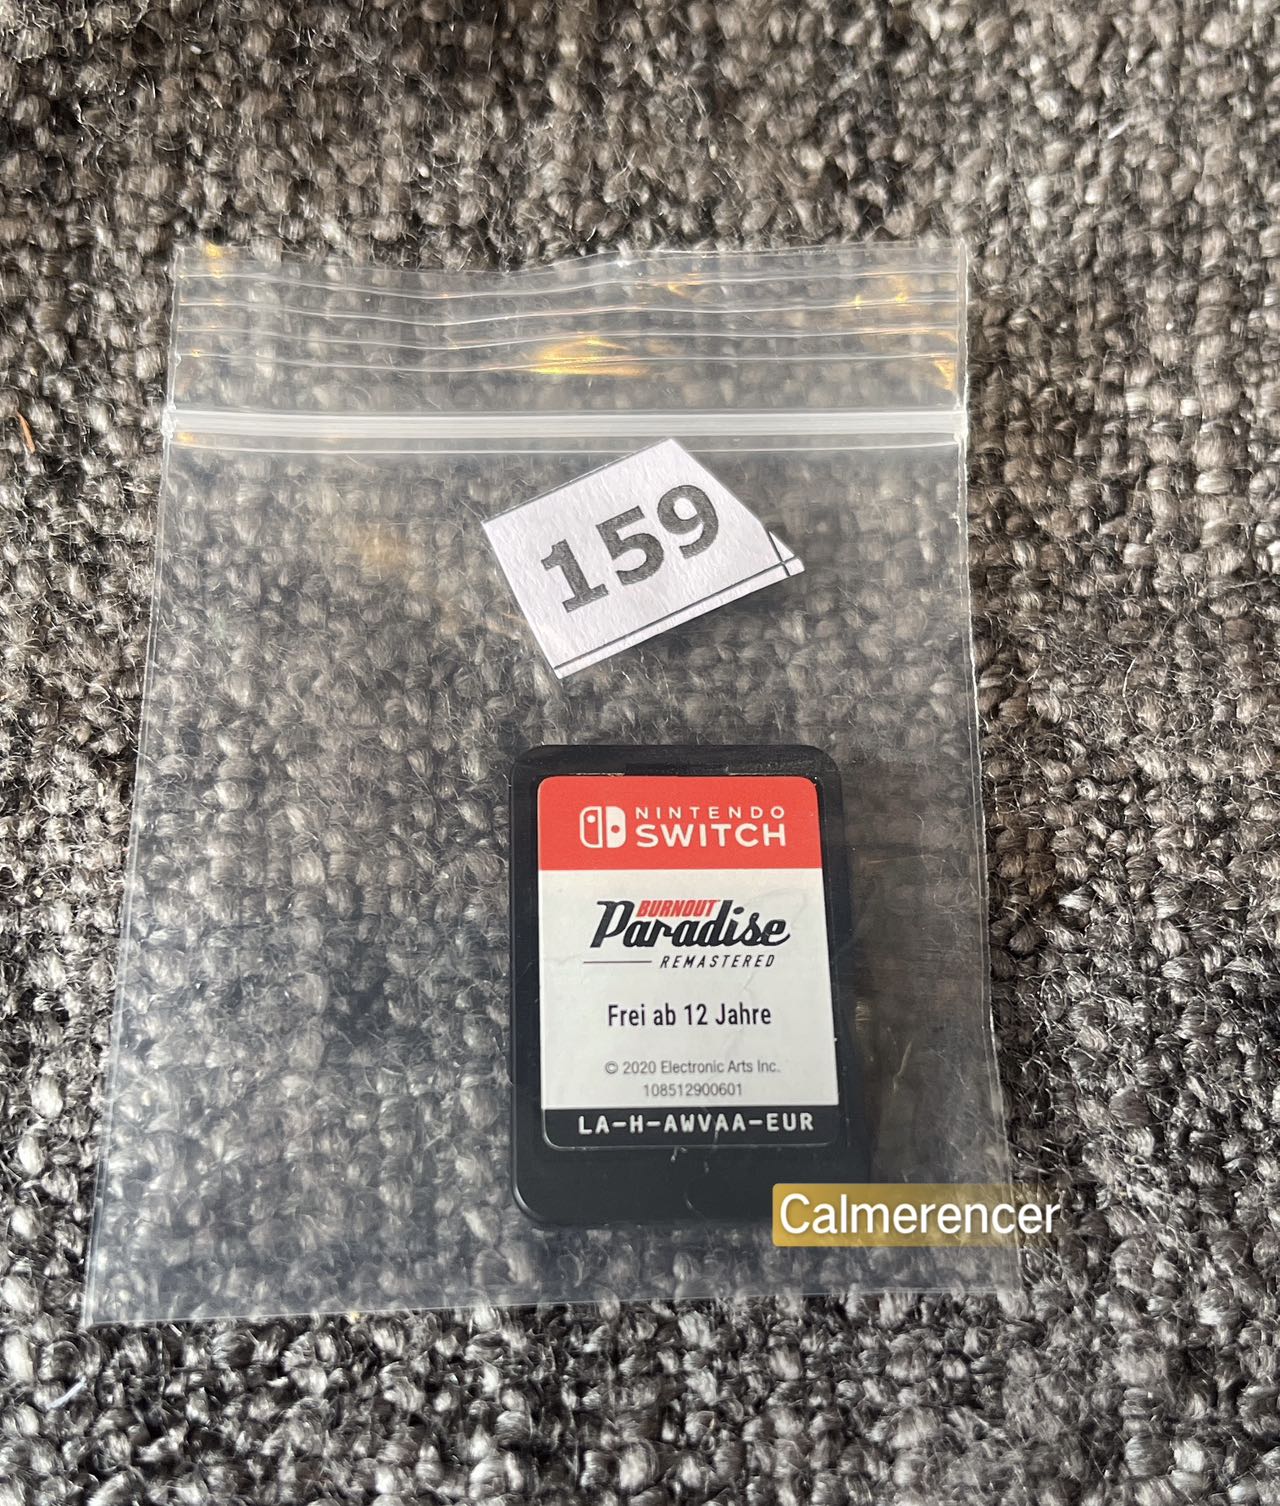 159
NINTENDO
SWITCH
BURNOUT
Paradise
REMASTERED
Frei ab 12 Jahre
© 2020 Electronic Arts Inc.
108512900601
LA-H-AWVAA-EUR
Calmerencer